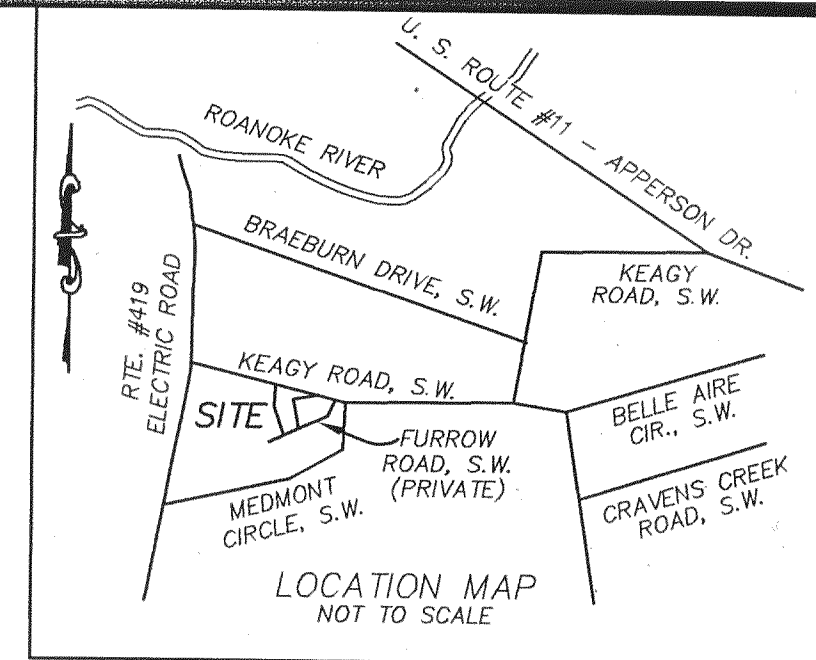 U. S. ROUTE #11 – APPERSON DR.
ROANOKE RIVER
BRAEBURN DRIVE, S.W.
KEAGY
ROAD, S.W.
RTE. #419
ELECTRIC ROAD
KEAGY ROAD, S.W.
SITE
BELLE AIRE
CIR., S.W.
FURROW
ROAD, S.W.
(PRIVATE)
MEDMONT
CIRCLE, S.W.
CRAVENS CREEK
ROAD, S.W.
LOCATION MAP
NOT TO SCALE